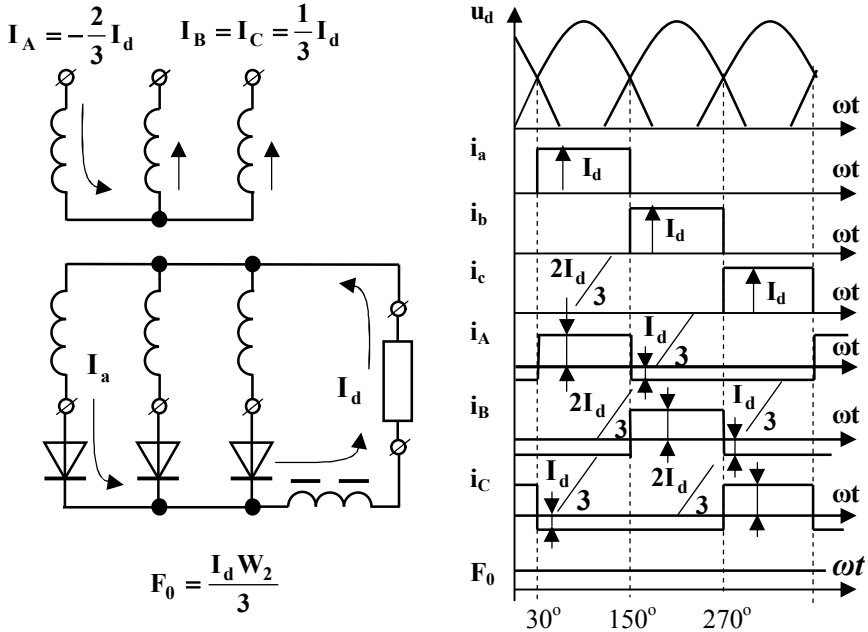 I_A = -2/3 I_d    I_B = I_C = 1/3 I_d
I_a
I_d
F_0 = I_d W_2 / 3
u_d
ωt
i_a
I_d
ωt
i_b
I_d
ωt
i_c
2I_d/3
I_d
ωt
i_A
I_d/3
ωt
i_B
2I_d/3
I_d/3
ωt
i_C
I_d/3
2I_d/3
ωt
F_0
ωt
30° 150° 270°